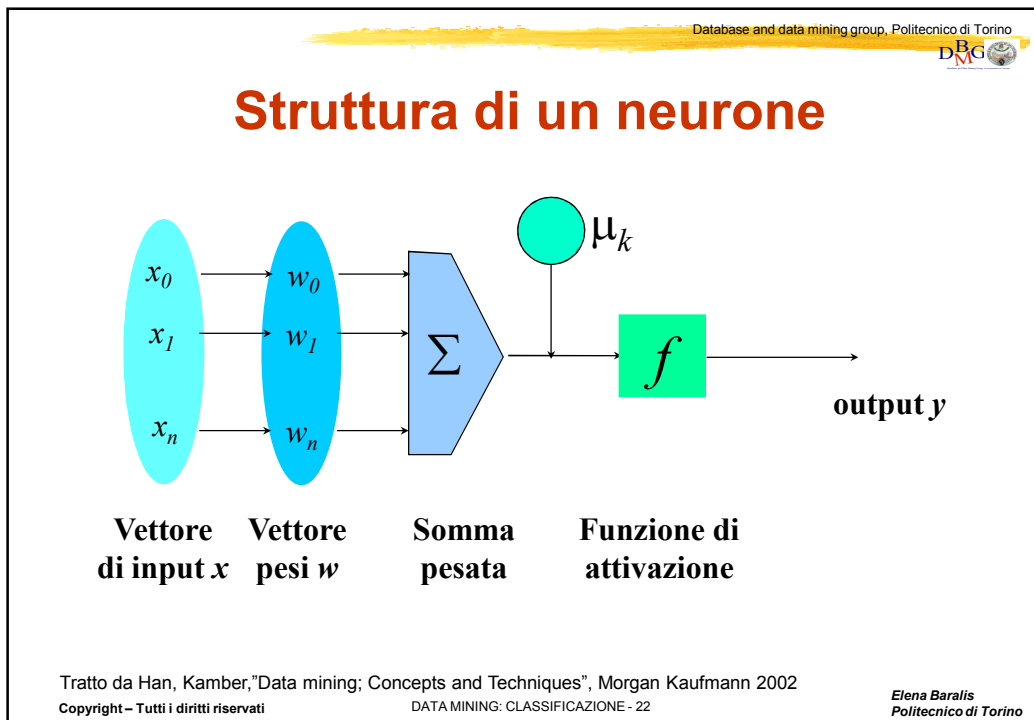 Database and data mining group, Politecnico di Torino
DBMG
Struttura di un neurone
μk
x0 w0
x1 w1
Σ
f
output y
xn wn
Vettore Vettore Somma Funzione di
di input x pesi w pesata attivazione
Tratto da Han, Kamber,"Data mining; Concepts and Techniques", Morgan Kaufmann 2002
Copyright – Tutti i diritti riservati DATA MINING: CLASSIFICAZIONE - 22 Elena Baralis
Politecnico di Torino